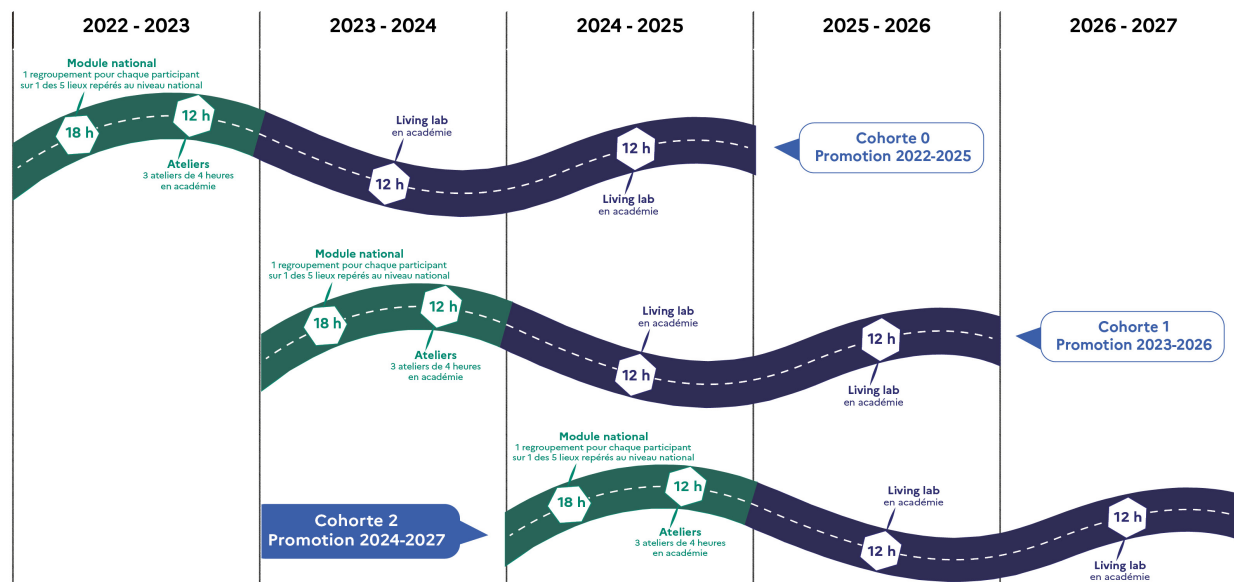 2022 - 2023
2023 - 2024
2024 - 2025
2025 - 2026
2026 - 2027
Module national
1 regroupement pour chaque participant
sur 1 des 5 lieux repérés au niveau national
18 h
12 h
Ateliers
3 ateliers de 4 heures
en académie
Living lab
en académie
12 h
12 h
Living lab
en académie
Cohorte 0
Promotion 2022-2025
Module national
1 regroupement pour chaque participant
sur 1 des 5 lieux repérés au niveau national
18 h
12 h
Ateliers
3 ateliers de 4 heures
en académie
Living lab
en académie
12 h
12 h
Living lab
en académie
Cohorte 1
Promotion 2023-2026
Cohorte 2
Promotion 2024-2027
Module national
1 regroupement pour chaque participant
sur 1 des 5 lieux repérés au niveau national
18 h
12 h
Ateliers
3 ateliers de 4 heures
en académie
Living lab
en académie
12 h
12 h
Living lab
en académie